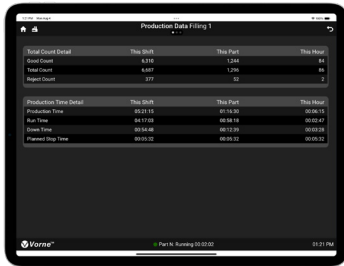 Production Data Filling 1
Total Count Detail This Shift This Part This Hour
Good Count 6,310 1,244 84
Total Count 6,687 1,296 86
Reject Count 377 52 2
Production Time Detail This Shift This Part This Hour
Production Time 05:21:15 01:16:30 00:06:15
Run Time 04:17:03 00:58:18 00:02:47
Down Time 00:54:48 00:12:39 00:03:28
Planned Stop Time 00:05:32 00:05:32 00:05:32
Vorne™ Part N: Running 00:02:02 01:21 PM